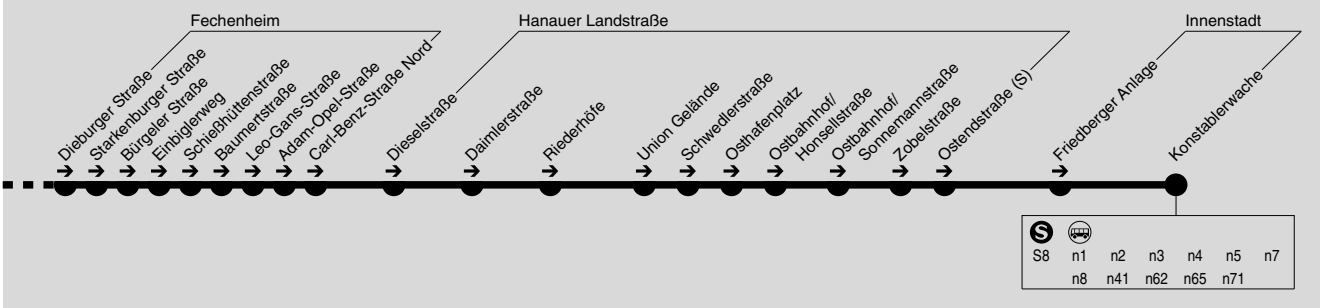 Fechenheim
Hanauer Landstraße
Innenstadt
Dieburger Straße
Starkenburger Straße
Bürgeler Straße
Einbiglerweg
Schießhüttenstraße
Baumertstraße
Leo-Gans-Straße
Adam-Opel-Straße
Carl-Benz-Straße Nord
Dieselstraße
Daimlerstraße
Riederhöfe
Union Gelände
Schwedlerstraße
Osthafenplatz
Ostbahnhof/
Honsellstraße
Ostbahnhof/
Sonnemannstraße
Zobelstraße
Ostendstraße (S)
Friedberger Anlage
Konstablerwache
S
S8 n1 n2 n3 n4 n5 n7
n8 n41 n62 n65 n71